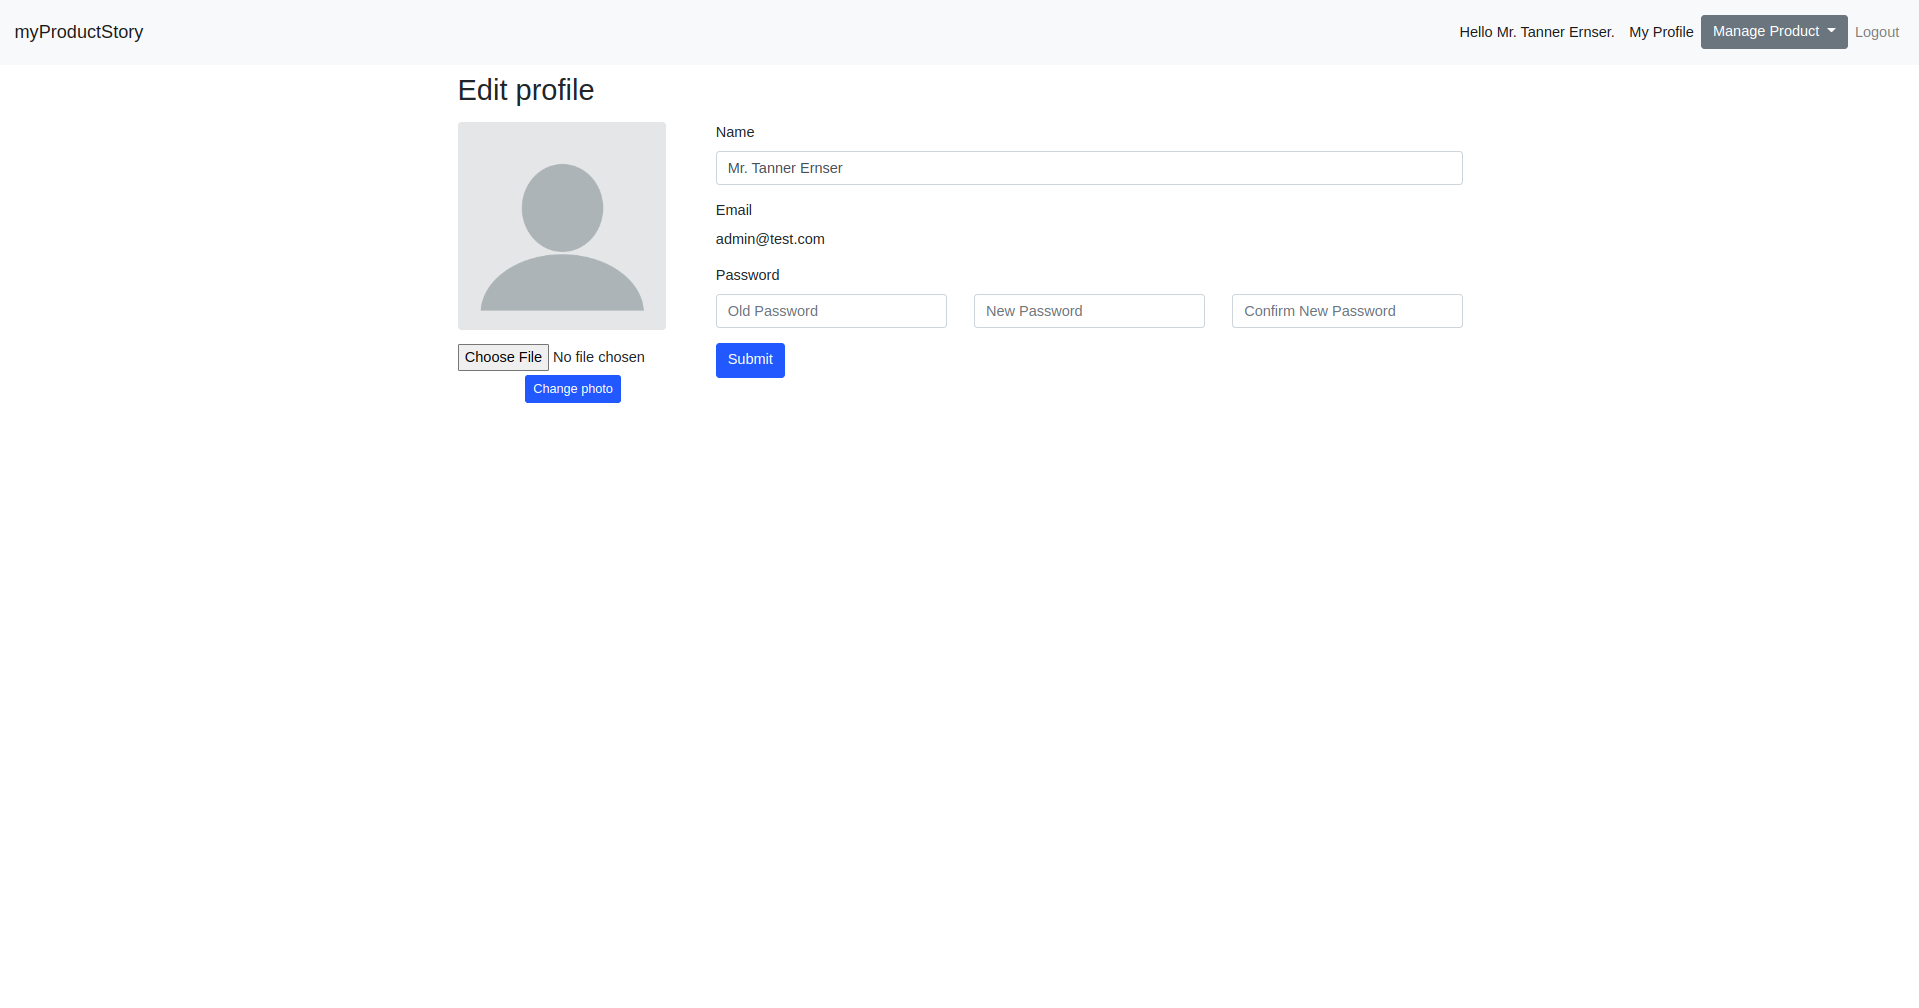 myProductStory
Hello Mr. Tanner Ernser. My Profile Manage Product Logout
Edit profile
Name
Mr. Tanner Ernser
Email
admin@test.com
Password
Old Password New Password Confirm New Password
Submit
Choose File No file chosen
Change photo